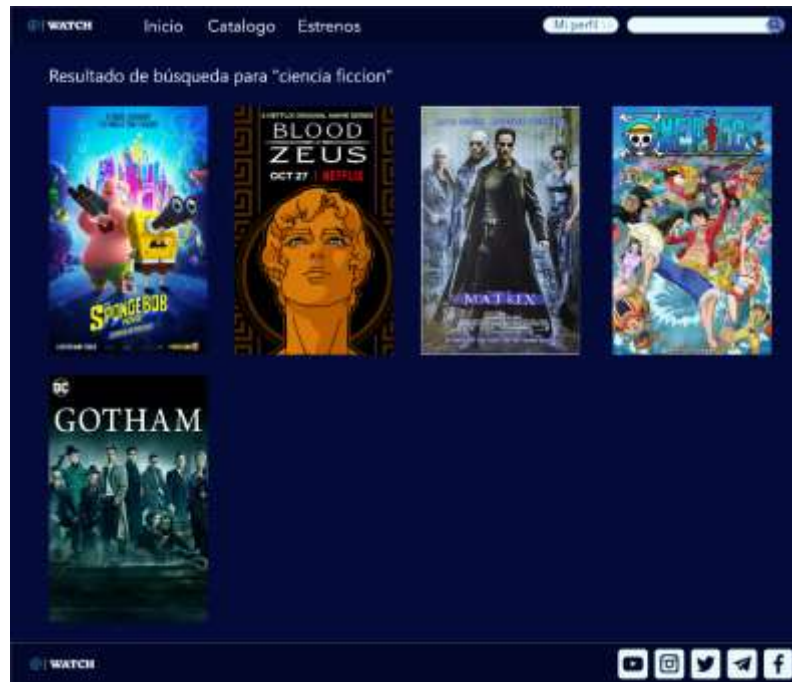 WATCH Inicio Catalogo Estrenos Mi perfil
Resultado de búsqueda para "ciencia ficcion"
SPONGEBOB
BLOOD
ZEUS
OCT 27 | NETFLIX
MATRIX
ONE PIECE
DC
GOTHAM
WATCH